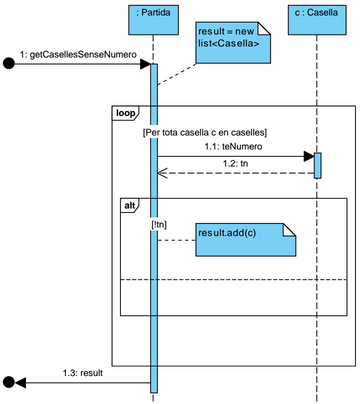 : Partida
c : Casella
result = new
list<Casella>
1: getCasellesSenseNumero
loop
[Per tota casella c en caselles]
1.1: teNumero
1.2: tn
alt
[!tn]
result.add(c)
1.3: result